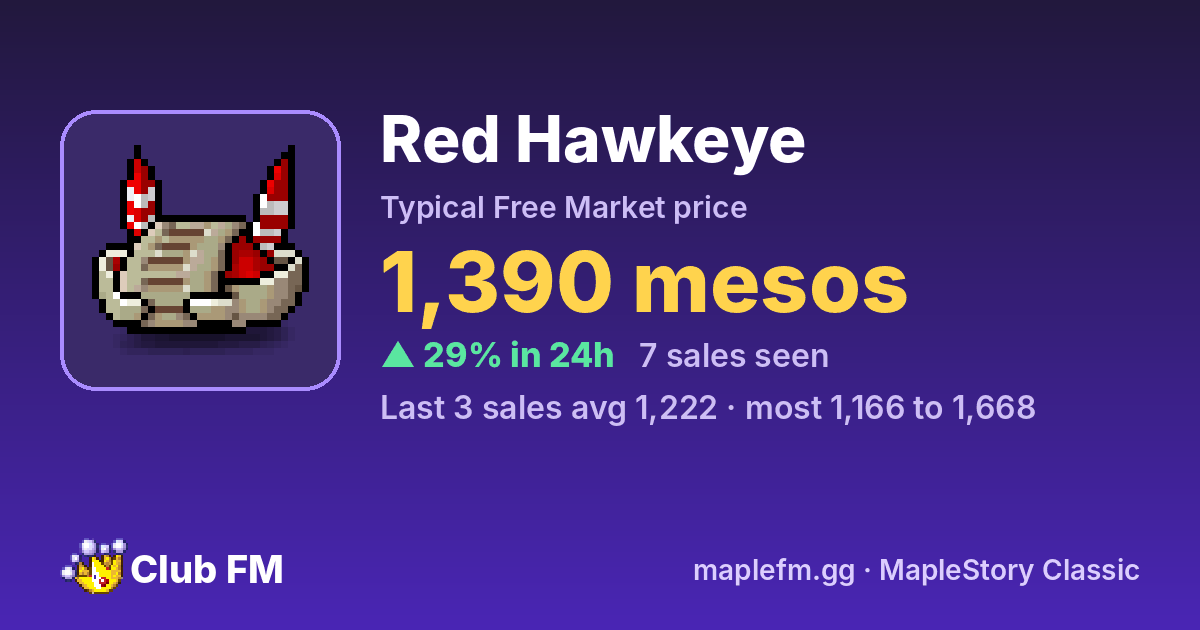 Red Hawkeye
Typical Free Market price
1,390 mesos
▲ 29% in 24h 7 sales seen
Last 3 sales avg 1,222 · most 1,166 to 1,668
Club FM
maplefm.gg · MapleStory Classic